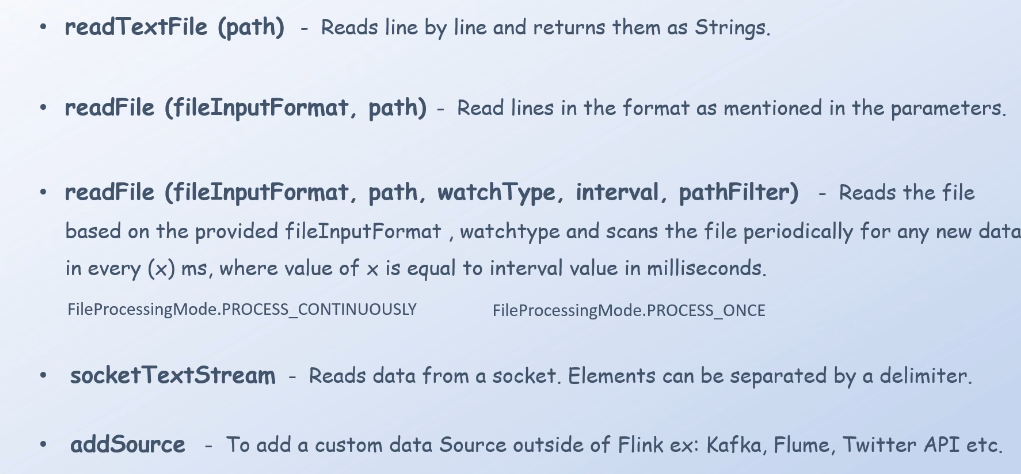 • readTextFile (path) - Reads line by line and returns them as Strings.
• readFile (fileInputFormat, path) - Read lines in the format as mentioned in the parameters.
• readFile (fileInputFormat, path, watchType, interval, pathFilter) - Reads the file
based on the provided fileInputFormat , watchtype and scans the file periodically for any new data
in every (x) ms, where value of x is equal to interval value in milliseconds.
FileProcessingMode.PROCESS_CONTINUOUSLY FileProcessingMode.PROCESS_ONCE
• socketTextStream - Reads data from a socket. Elements can be separated by a delimiter.
• addSource - To add a custom data Source outside of Flink ex: Kafka, Flume, Twitter API etc.